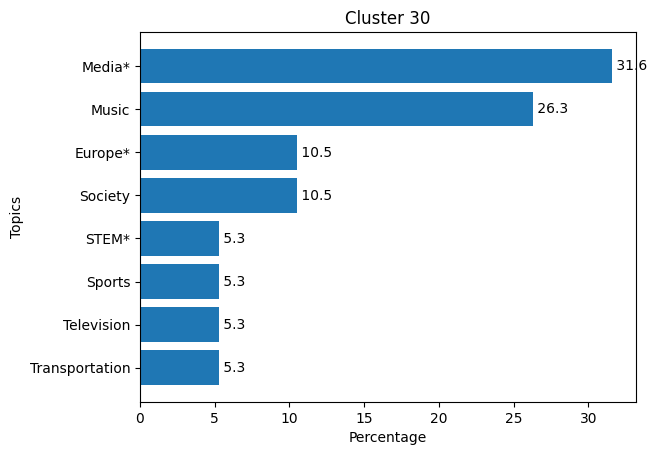 Cluster 30
Topics
Media* 31.6
Music 26.3
Europe* 10.5
Society 10.5
STEM* 5.3
Sports 5.3
Television 5.3
Transportation 5.3
0 5 10 15 20 25 30
Percentage